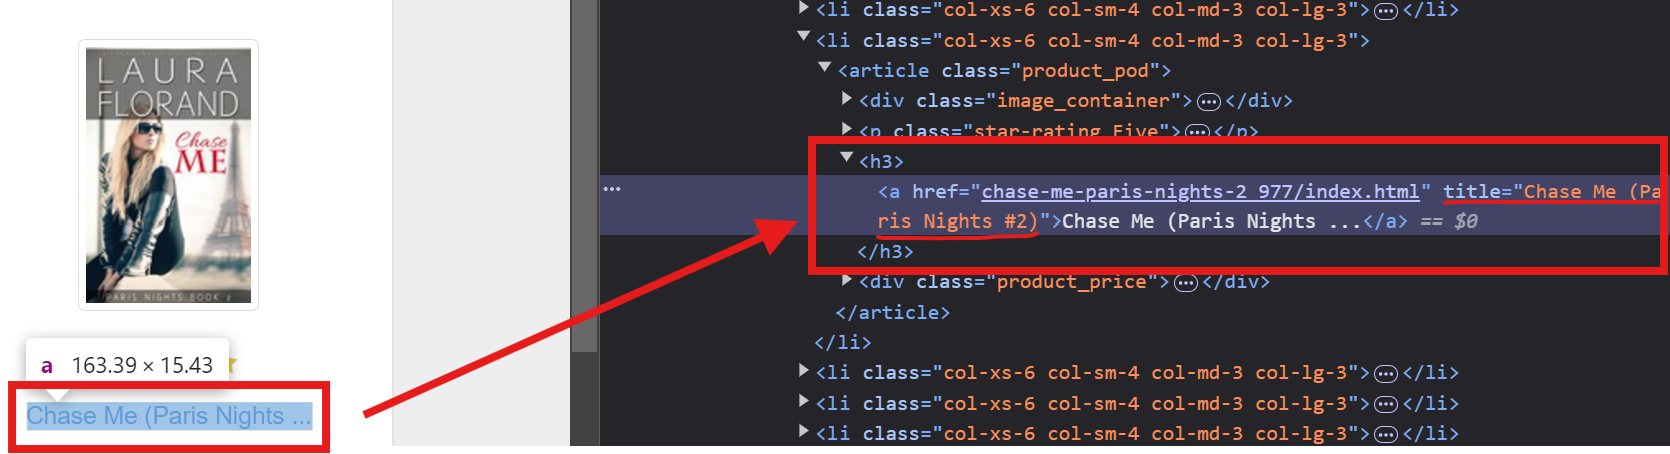 LAURA
FLORAND
Chase
ME
PARIS NIGHTS BOOK 2
a 163.39 × 15.43
Chase Me (Paris Nights ...
<li class="col-xs-6 col-sm-4 col-md-3 col-lg-3">…</li>
<li class="col-xs-6 col-sm-4 col-md-3 col-lg-3">
<article class="product_pod">
<div class="image_container">…</div>
<p class="star-rating Five">…</p>
<h3>
<a href="chase-me-paris-nights-2_977/index.html" title="Chase Me (Pa
ris Nights #2)">Chase Me (Paris Nights ...</a> == $0
</h3>
<div class="product_price">…</div>
</article>
</li>
<li class="col-xs-6 col-sm-4 col-md-3 col-lg-3">…</li>
<li class="col-xs-6 col-sm-4 col-md-3 col-lg-3">…</li>
<li class="col-xs-6 col-sm-4 col-md-3 col-lg-3">…</li>